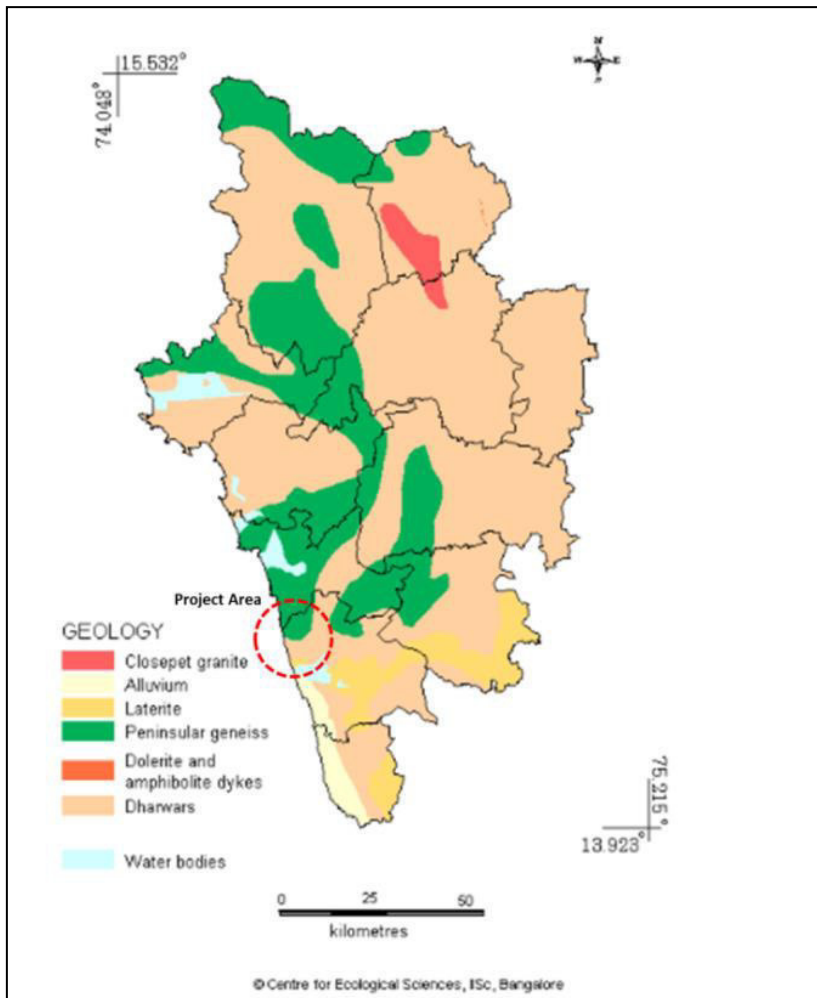 15.532°
74.048°
N
W E
S
Project Area
GEOLOGY
Closepet granite
Alluvium
Laterite
Peninsular geneiss
Dolerite and
amphibolite dykes
Dharwars
Water bodies
75.215°
13.923°
0 25 50
kilometres
© Centre for Ecological Sciences, IISc, Bangalore